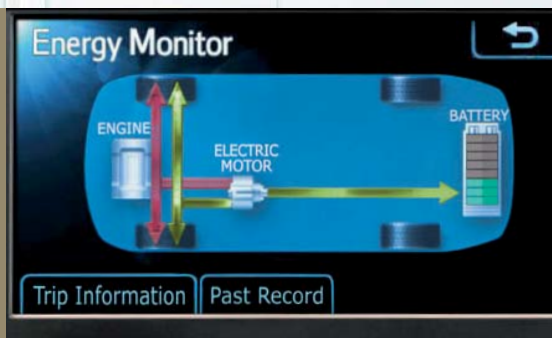 Energy Monitor
ENGINE
ELECTRIC
MOTOR
BATTERY
Trip Information
Past Record